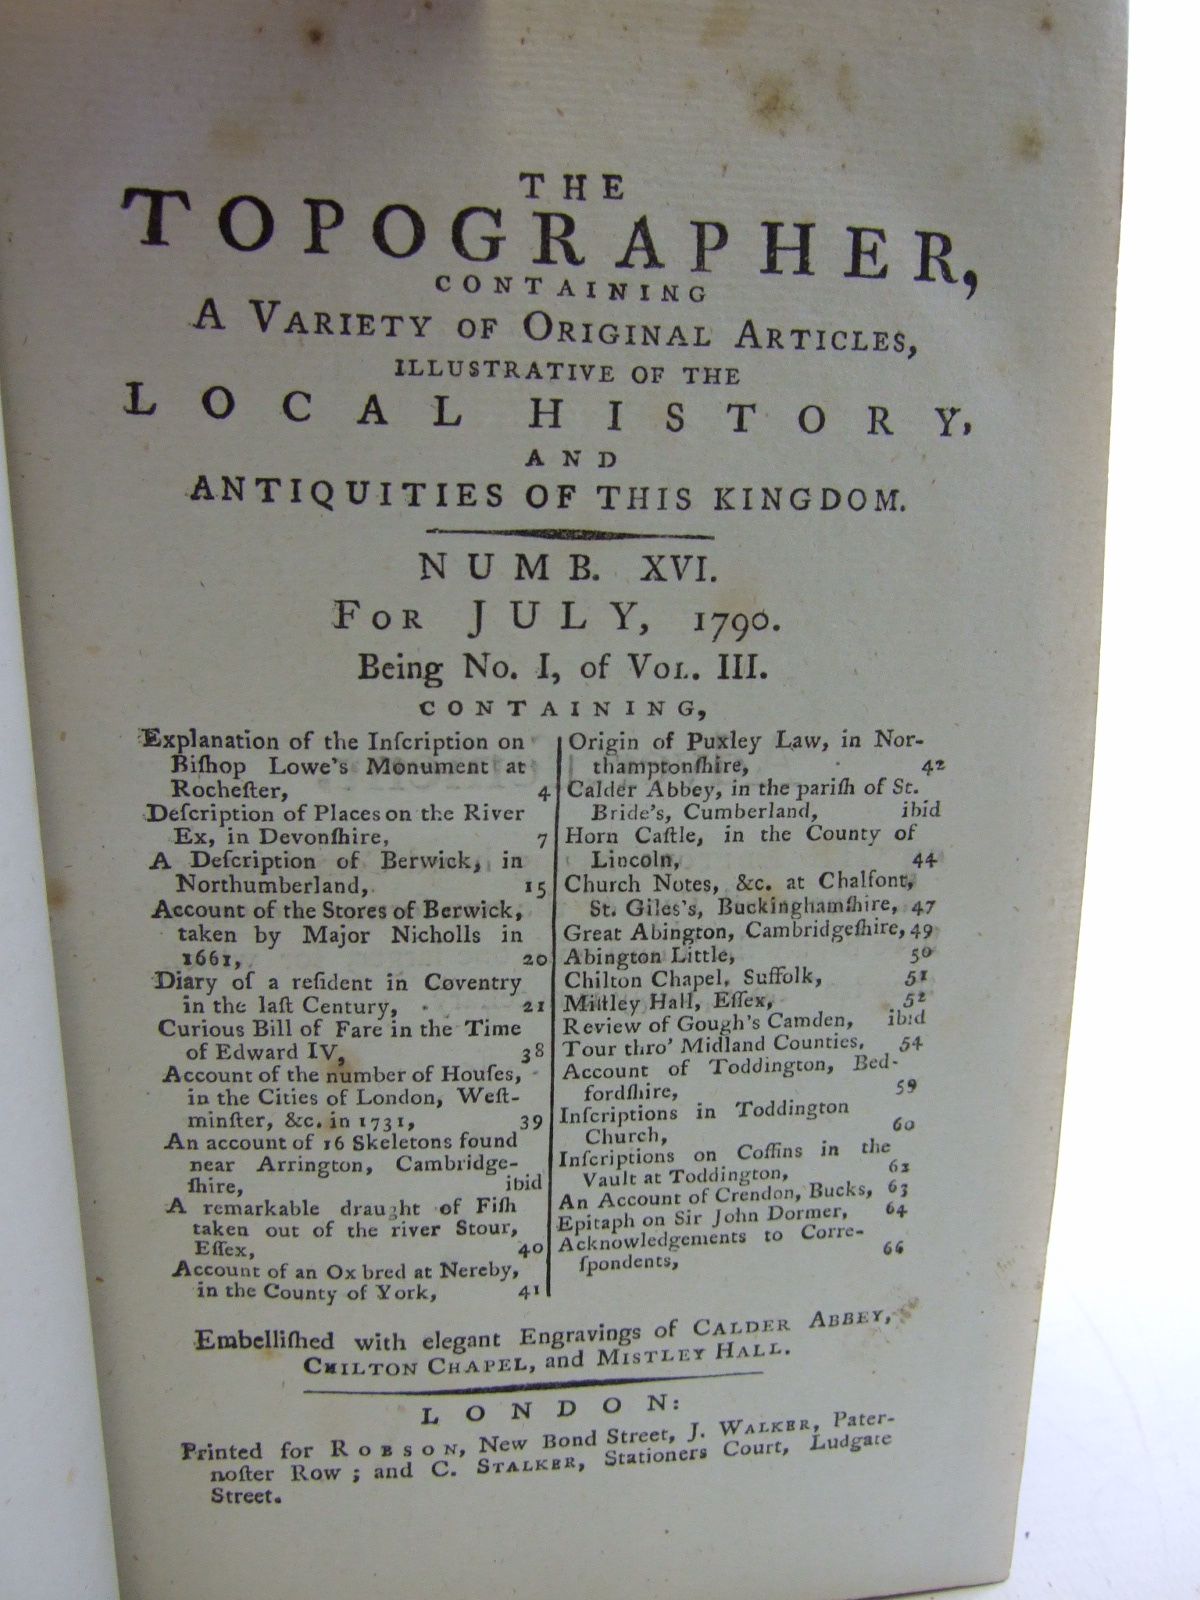 THE
TOPOGRAPHER,
CONTAINING
A VARIETY OF ORIGINAL ARTICLES,
ILLUSTRATIVE OF THE
LOCAL HISTORY,
AND
ANTIQUITIES OF THIS KINGDOM.
NUMB. XVI.
FOR JULY, 1790.
Being No. I, of VOL. III.
CONTAINING,
Explanation of the Inſcription on
Biſhop Lowe's Monument at
Rocheſter, 4
Deſcription of Places on the River
Ex, in Devonſhire, 7
A Deſcription of Berwick, in
Northumberland, 15
Account of the Stores of Berwick,
taken by Major Nicholls in
1661, 20
Diary of a reſident in Coventry
in the laſt Century, 21
Curious Bill of Fare in the Time
of Edward IV, 38
Account of the number of Houſes,
in the Cities of London, Weſt-
minſter, &c. in 1731, 39
An account of 16 Skeletons found
near Arrington, Cambridge-
ſhire, ibid
A remarkable draught of Fiſh
taken out of the river Stour,
Eſſex, 40
Account of an Ox bred at Nereby,
in the County of York, 41
Origin of Puxley Law, in Nor-
thamptonſhire, 42
Calder Abbey, in the pariſh of St.
Bride's, Cumberland, ibid
Horn Caſtle, in the County of
Lincoln, 44
Church Notes, &c. at Chalfont,
St. Giles's, Buckinghamſhire, 47
Great Abington, Cambridgeſhire, 49
Abington Little, 50
Chilton Chapel, Suffolk, 51
Miſtley Hall, Eſſex, 52
Review of Gough's Camden, ibid
Tour thro' Midland Counties, 54
Account of Toddington, Bed-
fordſhire, 59
Inſcriptions in Toddington
Church, 60
Inſcriptions on Coffins in the
Vault at Toddington, 62
An Account of Crendon, Bucks, 63
Epitaph on Sir John Dormer, 64
Acknowledgements to Corre-
ſpondents, 66
Embelliſhed with elegant Engravings of CALDER ABBEY,
CHILTON CHAPEL, and MISTLEY HALL.
LONDON:
Printed for ROBSON, New Bond Street, J. WALKER, Pater-
noſter Row; and C. STALKER, Stationers Court, Ludgate
Street.